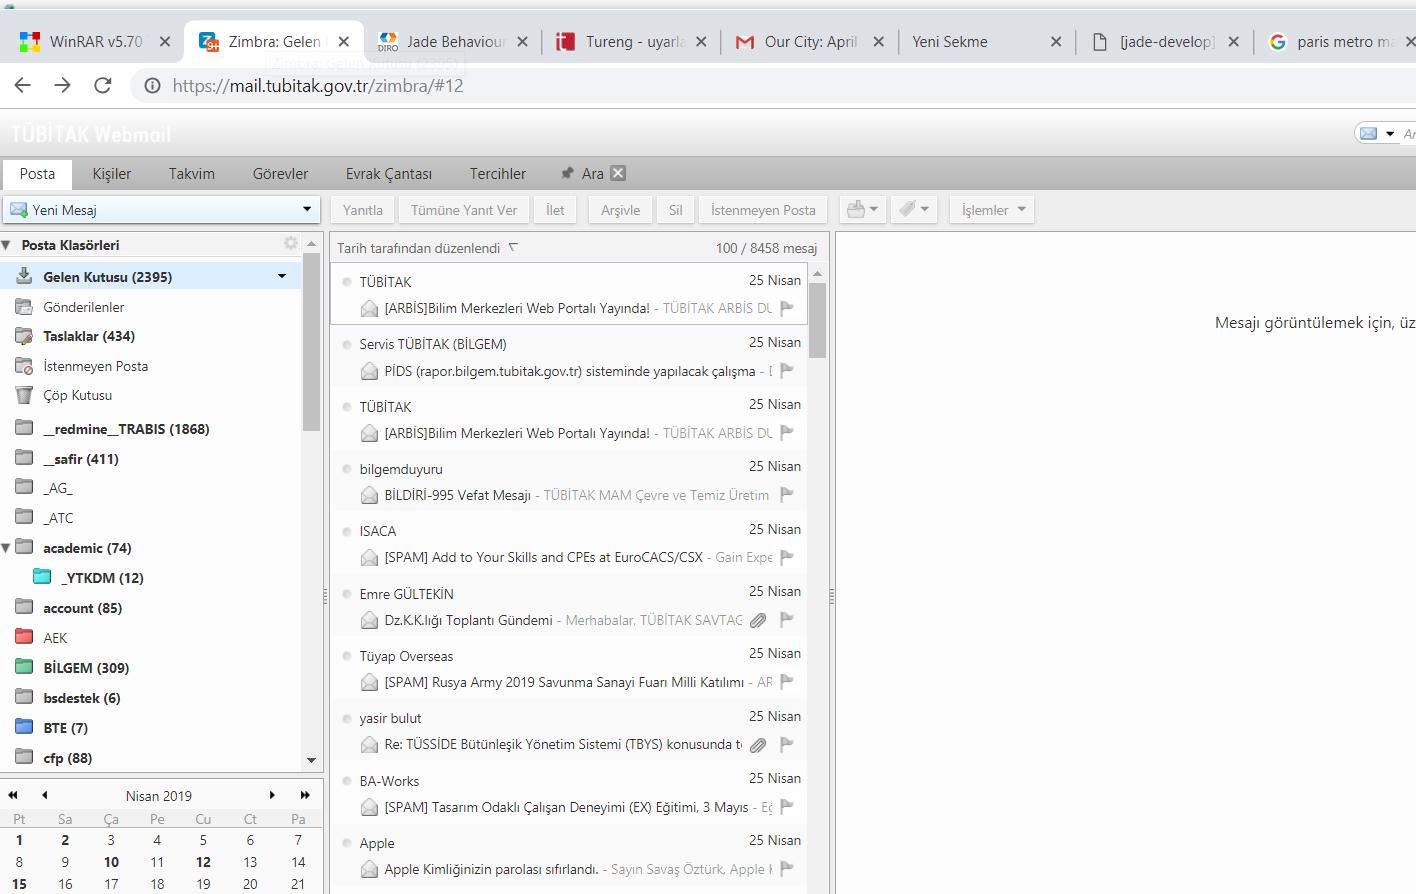 WinRAR v5.70
Zimbra: Gelen
Jade Behaviour
Tureng - uyarla
Our City: April
Yeni Sekme
[jade-develop]
paris metro ma
Zimbra: Gelen Kutusu (2395)
https://mail.tubitak.gov.tr/zimbra/#12
TÜBİTAK Webmail
Ar
Posta Kişiler Takvim Görevler Evrak Çantası Tercihler Ara
Yeni Mesaj
Yanıtla Tümüne Yanıt Ver İlet Arşivle Sil İstenmeyen Posta İşlemler
Posta Klasörleri
Gelen Kutusu (2395)
Gönderilenler
Taslaklar (434)
İstenmeyen Posta
Çöp Kutusu
__redmine__TRABIS (1868)
__safir (411)
_AG_
_ATC
academic (74)
_YTKDM (12)
account (85)
AEK
BİLGEM (309)
bsdestek (6)
BTE (7)
cfp (88)
Nisan 2019
Pt Sa Ça Pe Cu Ct Pa
1 2 3 4 5 6 7
8 9 10 11 12 13 14
15 16 17 18 19 20 21
Tarih tarafından düzenlendi 100 / 8458 mesaj
TÜBİTAK 25 Nisan
[ARBİS]Bilim Merkezleri Web Portalı Yayında! - TÜBİTAK ARBİS DU
Servis TÜBİTAK (BİLGEM) 25 Nisan
PİDS (rapor.bilgem.tubitak.gov.tr) sisteminde yapılacak çalışma -
TÜBİTAK 25 Nisan
[ARBİS]Bilim Merkezleri Web Portalı Yayında! - TÜBİTAK ARBİS DU
bilgemduyuru 25 Nisan
BİLDİRİ-995 Vefat Mesajı - TÜBİTAK MAM Çevre ve Temiz Üretim
ISACA 25 Nisan
[SPAM] Add to Your Skills and CPEs at EuroCACS/CSX - Gain Expe
Emre GÜLTEKİN 25 Nisan
Dz.K.K.lığı Toplantı Gündemi - Merhabalar, TÜBİTAK SAVTAG
Tüyap Overseas 25 Nisan
[SPAM] Rusya Army 2019 Savunma Sanayi Fuarı Milli Katılımı - AR
yasir bulut 25 Nisan
Re: TÜSSİDE Bütünleşik Yönetim Sistemi (TBYS) konusunda t
BA-Works 25 Nisan
[SPAM] Tasarım Odaklı Çalışan Deneyimi (EX) Eğitimi, 3 Mayıs - Eğ
Apple 25 Nisan
Apple Kimliğinizin parolası sıfırlandı. - Sayın Savaş Öztürk, Apple K
Mesajı görüntülemek için, üz